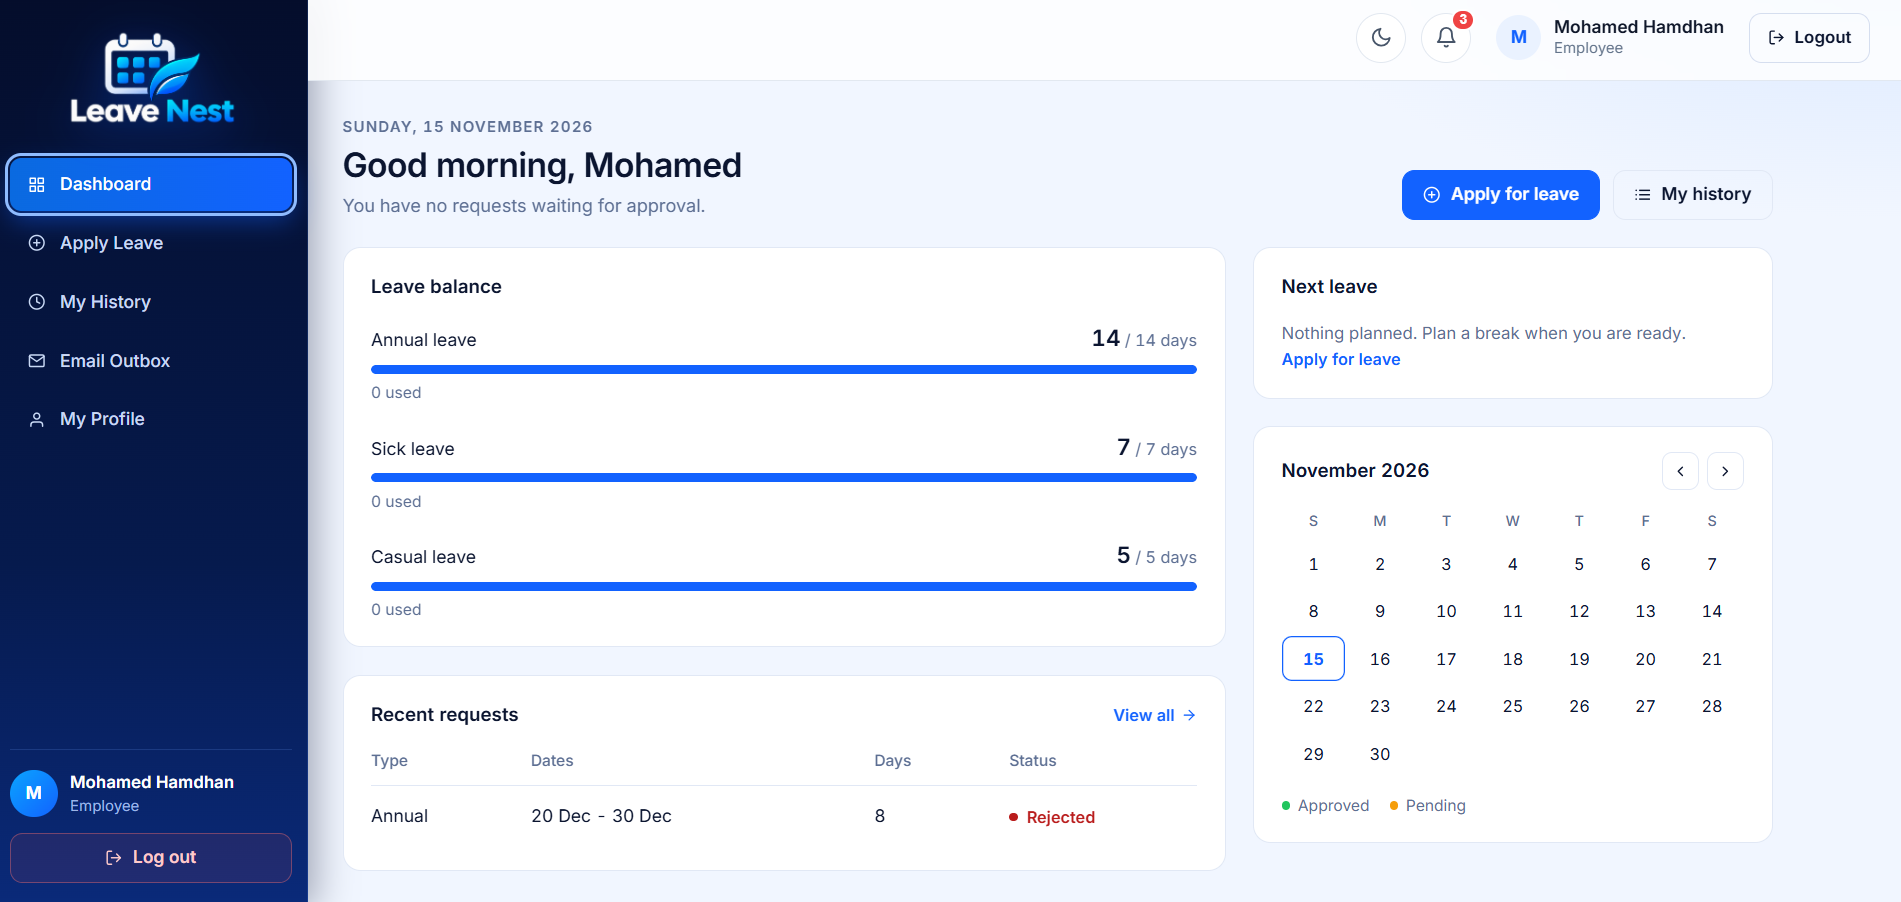 Leave Nest
Dashboard
Apply Leave
My History
Email Outbox
My Profile
M
Mohamed Hamdhan
Employee
Log out
3
M
Mohamed Hamdhan
Employee
Logout
SUNDAY, 15 NOVEMBER 2026
Good morning, Mohamed
You have no requests waiting for approval.
Apply for leave
My history
Leave balance
Annual leave 14 / 14 days
0 used
Sick leave 7 / 7 days
0 used
Casual leave 5 / 5 days
0 used
Recent requests View all
Type Dates Days Status
Annual 20 Dec - 30 Dec 8 Rejected
Next leave
Nothing planned. Plan a break when you are ready.
Apply for leave
November 2026
S M T W T F S
1 2 3 4 5 6 7
8 9 10 11 12 13 14
15 16 17 18 19 20 21
22 23 24 25 26 27 28
29 30
Approved Pending